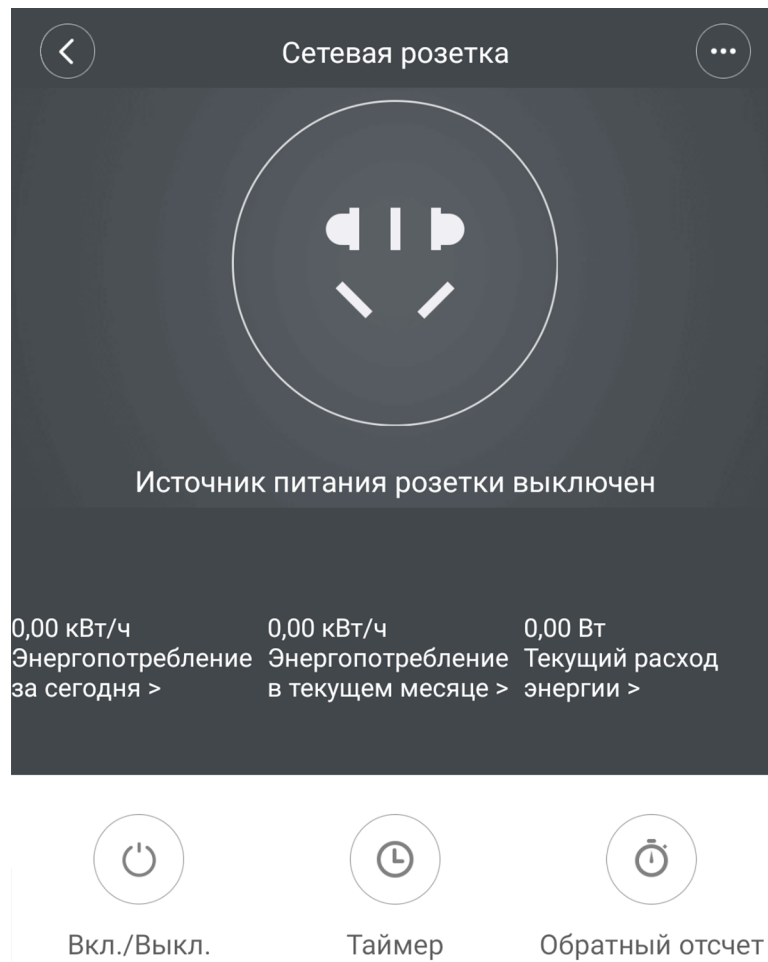 Сетевая розетка
Источник питания розетки выключен
0,00 кВт/ч
Энергопотребление
за сегодня >
0,00 кВт/ч
Энергопотребление
в текущем месяце >
0,00 Вт
Текущий расход
энергии >
Вкл./Выкл.
Таймер
Обратный отсчет